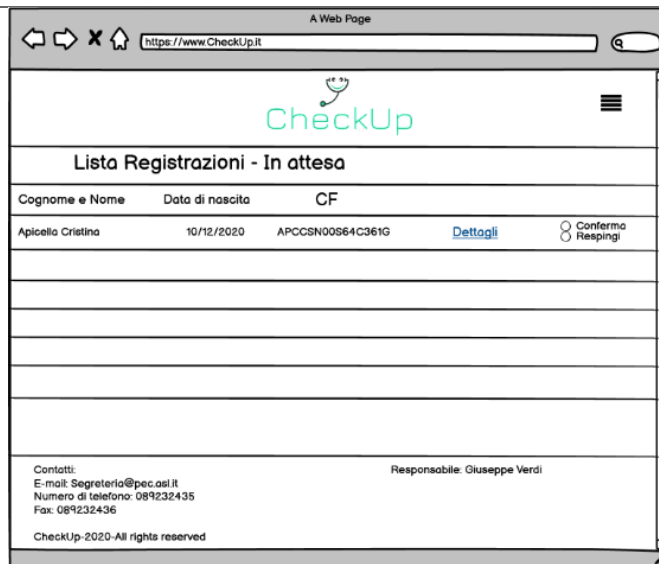 A Web Page
https://www.CheckUp.it
CheckUp
Lista Registrazioni - In attesa
Cognome e Nome Data di nascita CF
Apicella Cristina 10/12/2020 APCCSN00S64C361G Dettagli Conferma
Respingi
Contatti: Responsabile: Giuseppe Verdi
E-mail: Segreteria@pec.asl.it
Numero di telefono: 089232435
Fax: 089232436
CheckUp-2020-All rights reserved